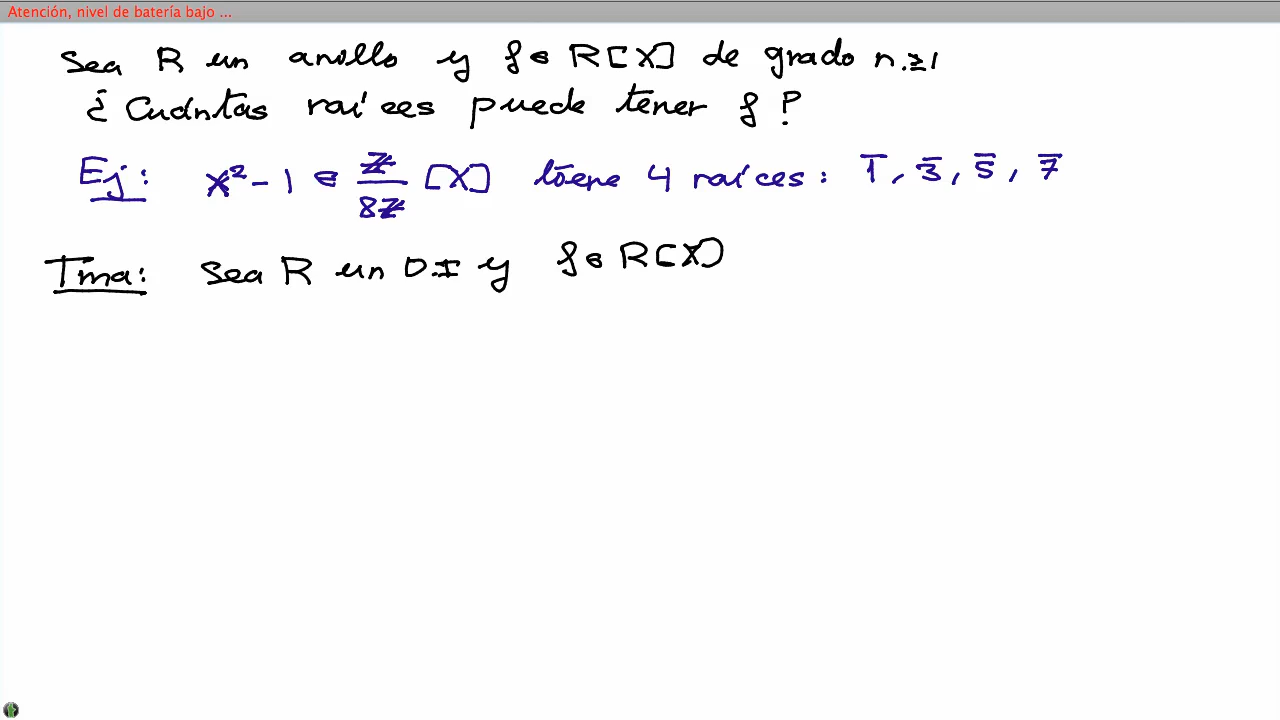 Atención, nivel de batería bajo ...
Sea R un anillo y f ∈ R[X] de grado n ≥ 1
¿Cuántas raíces puede tener f?
Ej: x² - 1 ∈ ℤ/8ℤ [X] tiene 4 raíces: 1̅, 3̅, 5̅, 7̅
Tma: Sea R un D.I y f ∈ R[X]